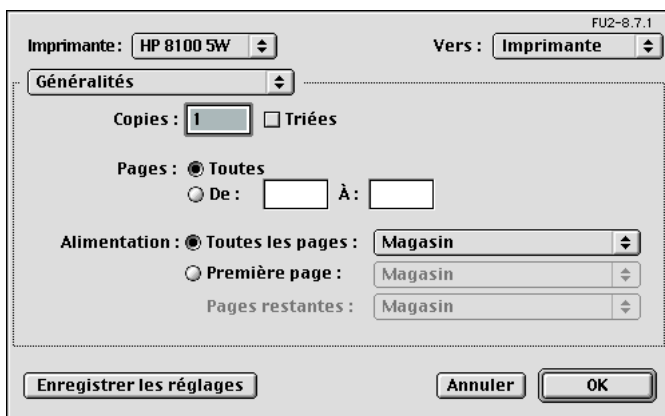 FU2-8.7.1
Imprimante : HP 8100 5W Vers : Imprimante
Généralités
Copies : 1 Triées
Pages : Toutes
De : À :
Alimentation : Toutes les pages : Magasin
Première page : Magasin
Pages restantes : Magasin
Enregistrer les réglages Annuler OK